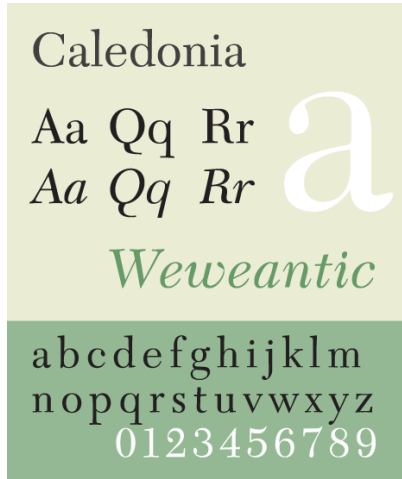 Caledonia
Aa Qq Rr
a
Aa Qq Rr
Weweantic
abcdefghijklm
nopqrstuvwxyz
0123456789